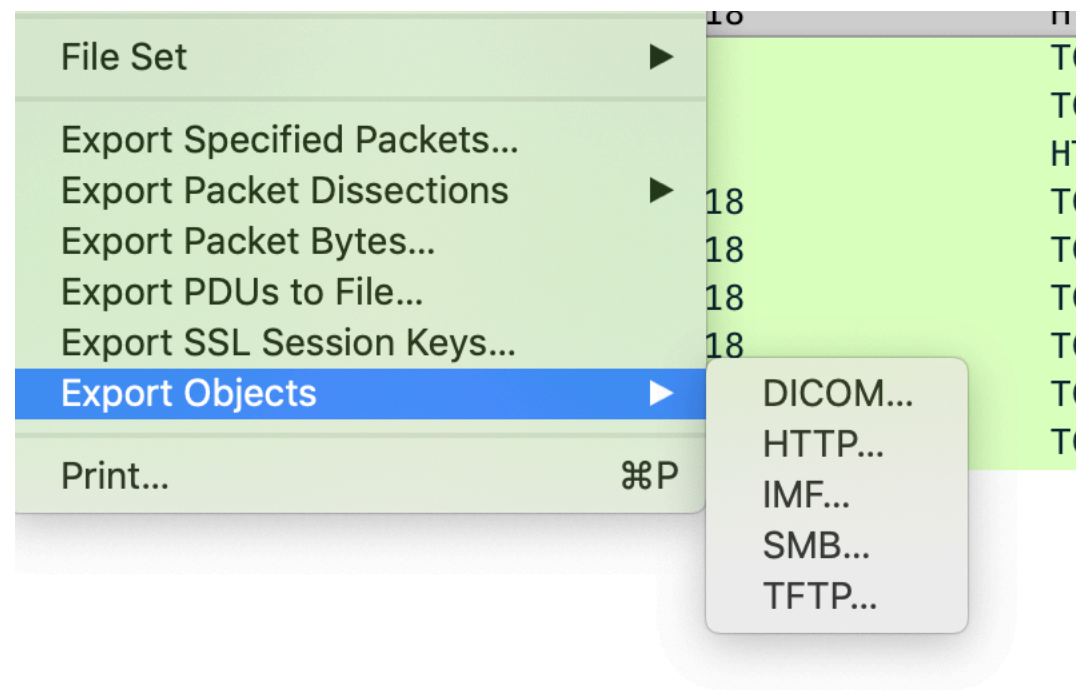 File Set
Export Specified Packets...
Export Packet Dissections
18
Export Packet Bytes...
18
Export PDUs to File...
18
Export SSL Session Keys...
18
Export Objects
DICOM...
HTTP...
IMF...
Print... ⌘P
SMB...
TFTP...